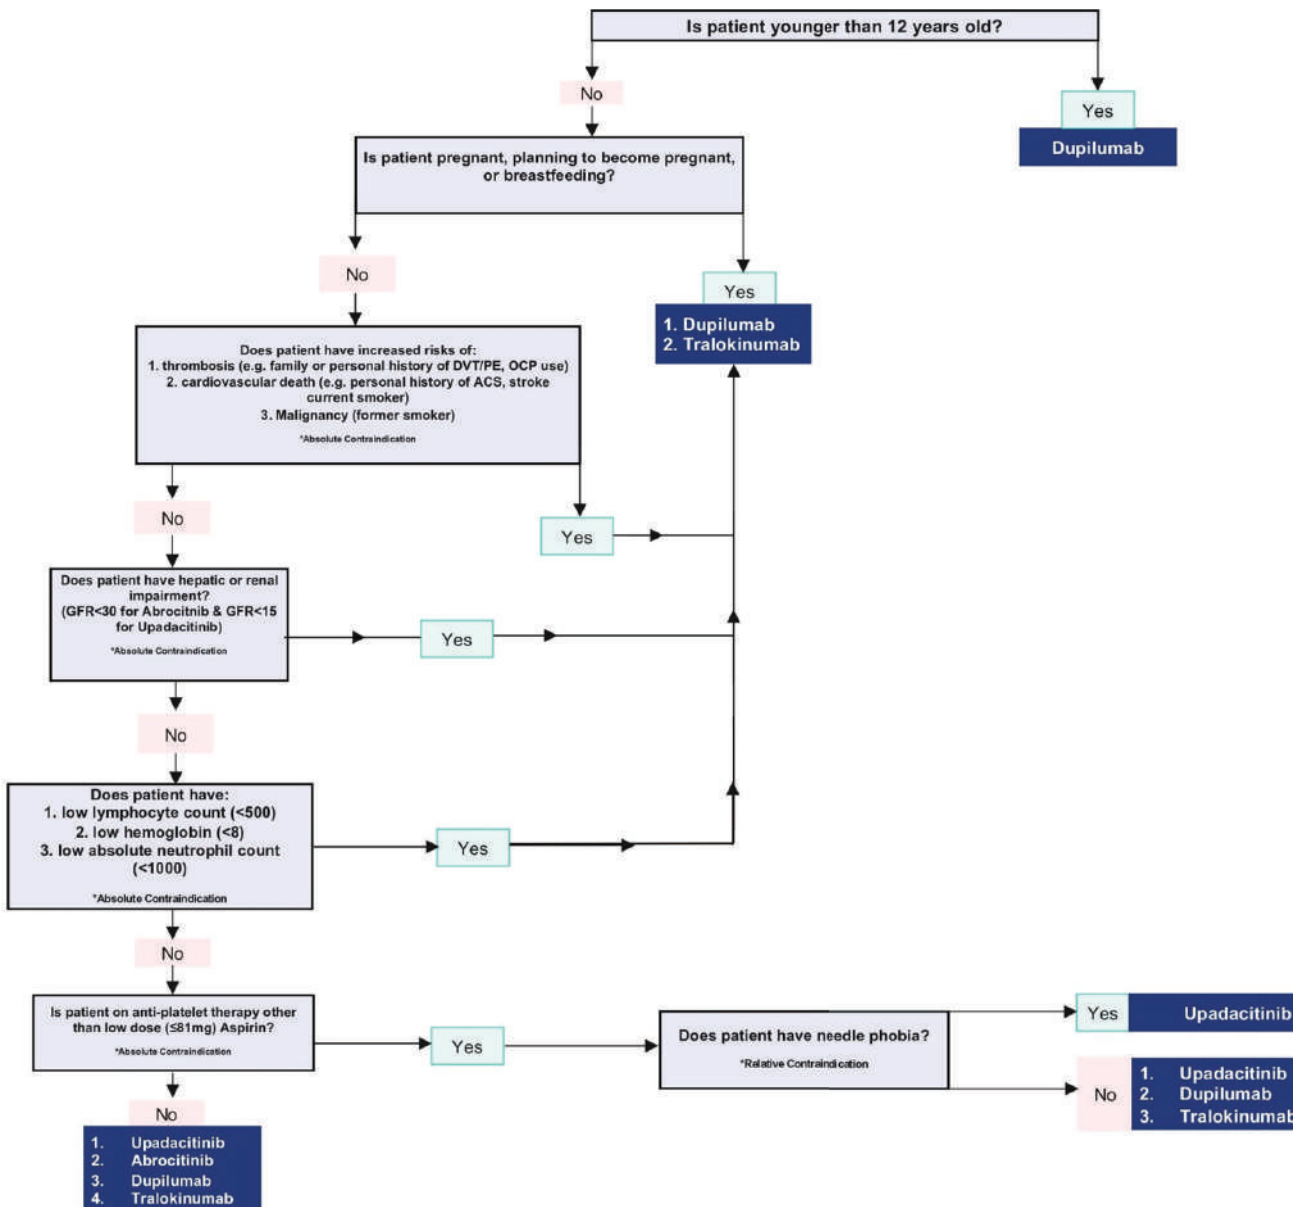 Is patient younger than 12 years old?
No
Yes
Dupilumab
Is patient pregnant, planning to become pregnant,
or breastfeeding?
No
Yes
1. Dupilumab
2. Tralokinumab
Does patient have increased risks of:
1. thrombosis (e.g. family or personal history of DVT/PE, OCP use)
2. cardiovascular death (e.g. personal history of ACS, stroke
current smoker)
3. Malignancy (former smoker)
*Absolute Contraindication
No
Yes
Does patient have hepatic or renal
impairment?
(GFR<30 for Abrocitnib & GFR<15
for Upadacitinib)
*Absolute Contraindication
Yes
No
Does patient have:
1. low lymphocyte count (<500)
2. low hemoglobin (<8)
3. low absolute neutrophil count
(<1000)
*Absolute Contraindication
Yes
No
Is patient on anti-platelet therapy other
than low dose (≤81mg) Aspirin?
*Absolute Contraindication
Yes
Does patient have needle phobia?
*Relative Contraindication
Yes
Upadacitinib
No
1. Upadacitinib
2. Dupilumab
3. Tralokinumab
No
1. Upadacitinib
2. Abrocitinib
3. Dupilumab
4. Tralokinumab